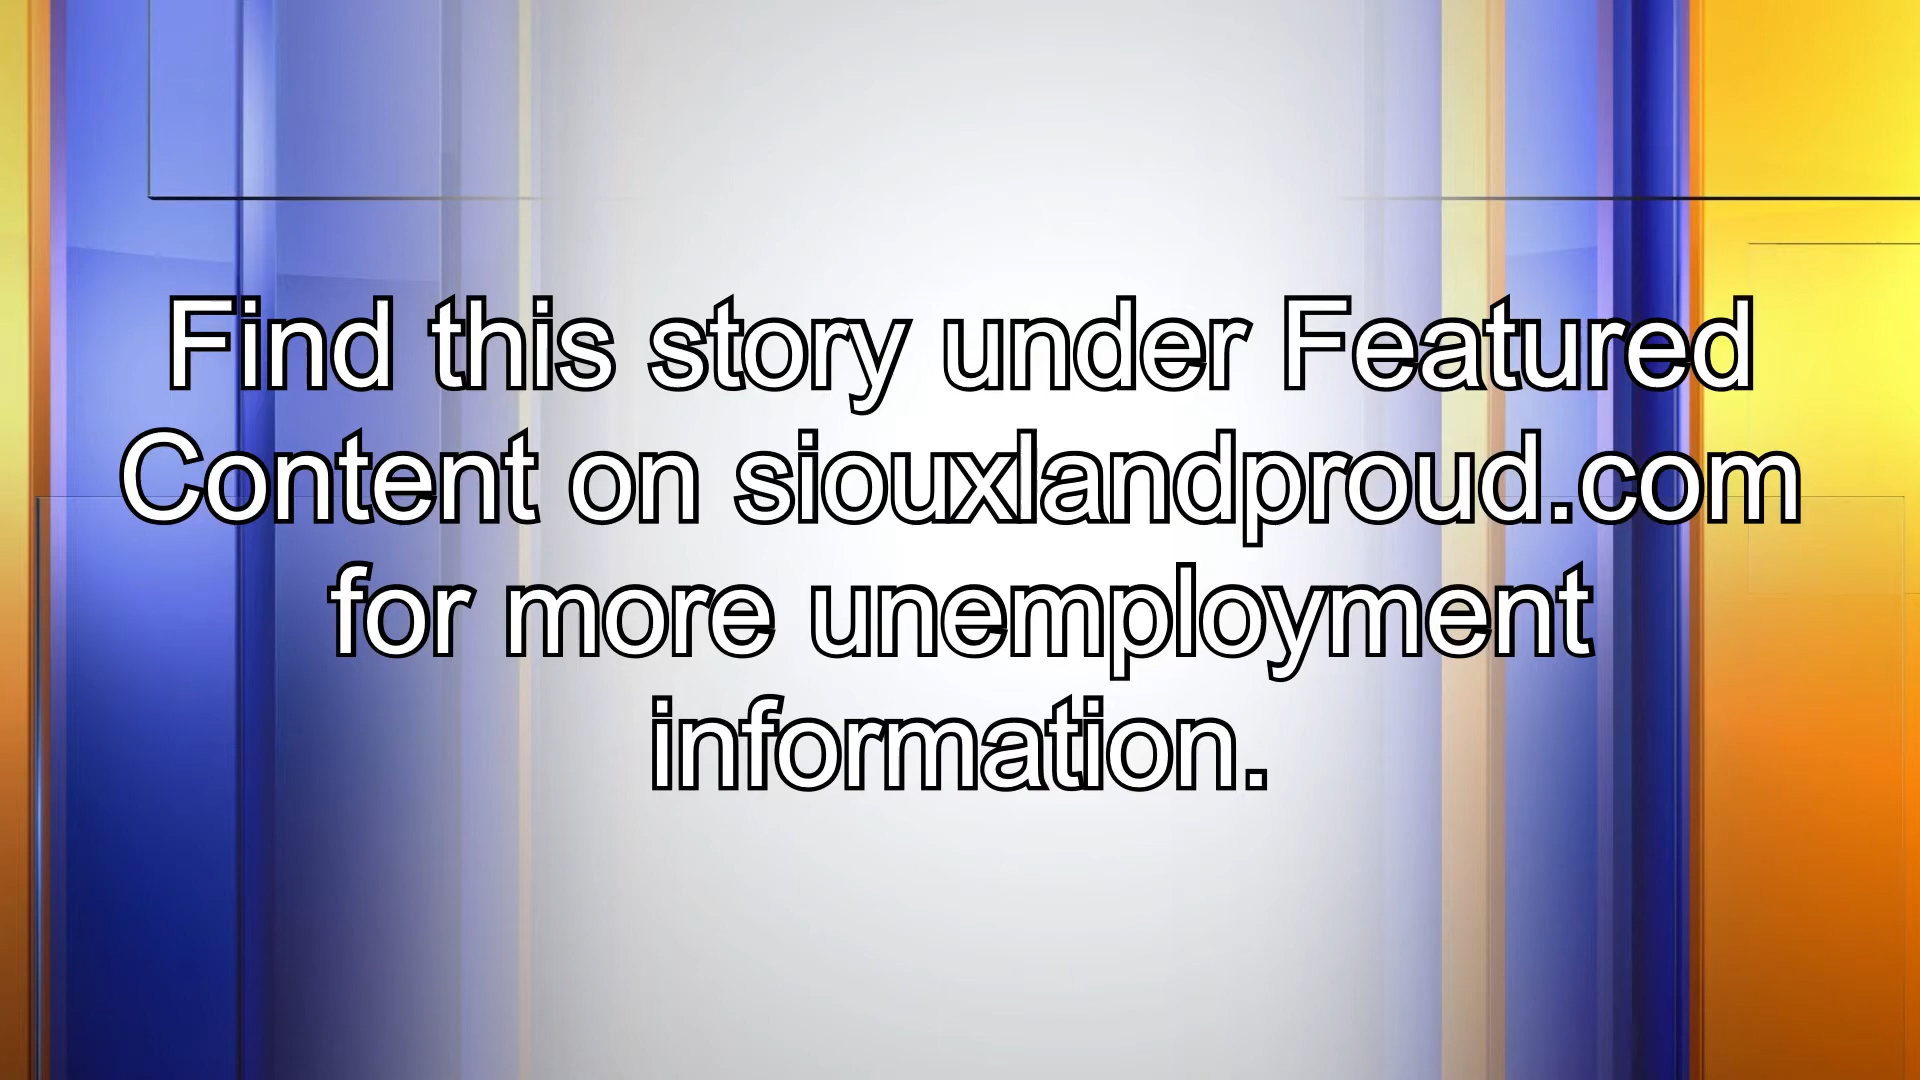 Find this story under Featured
Content on siouxlandproud.com
for more unemployment
information.